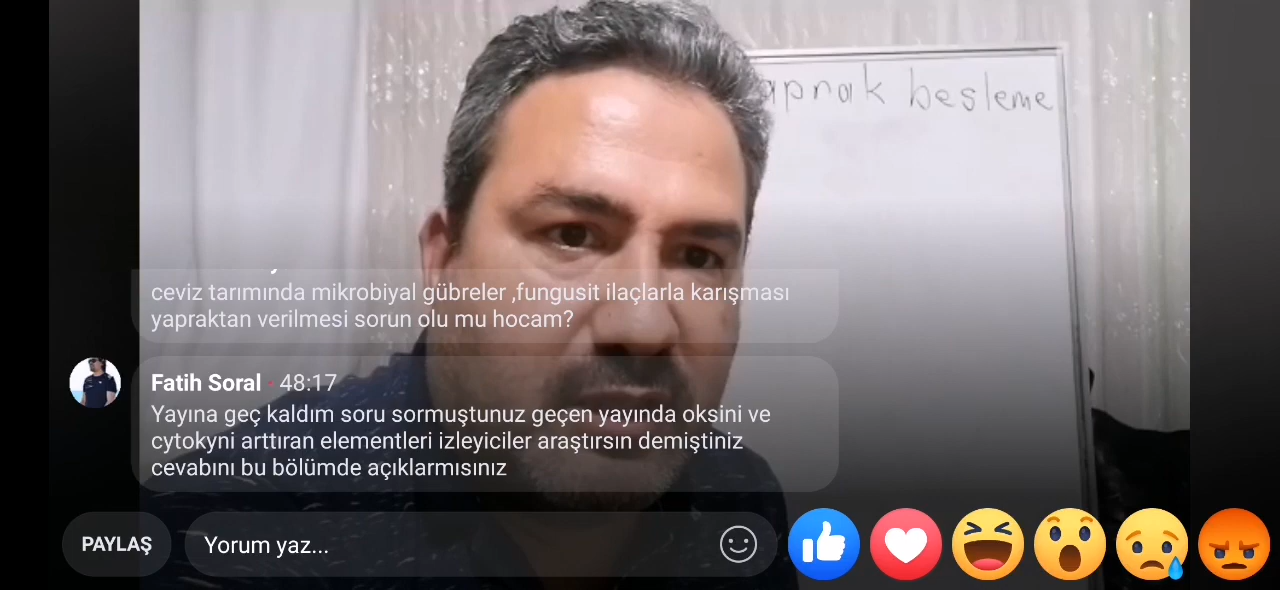 yaprak besleme
ceviz tarımında mikrobiyal gübreler ,fungusit ilaçlarla karışması
yapraktan verilmesi sorun olu mu hocam?
Fatih Soral · 48:17
Yayına geç kaldım soru sormuştunuz geçen yayında oksini ve
cytokyni arttıran elementleri izleyiciler araştırsın demiştiniz
cevabını bu bölümde açıklarmısınız
PAYLAŞ
Yorum yaz...